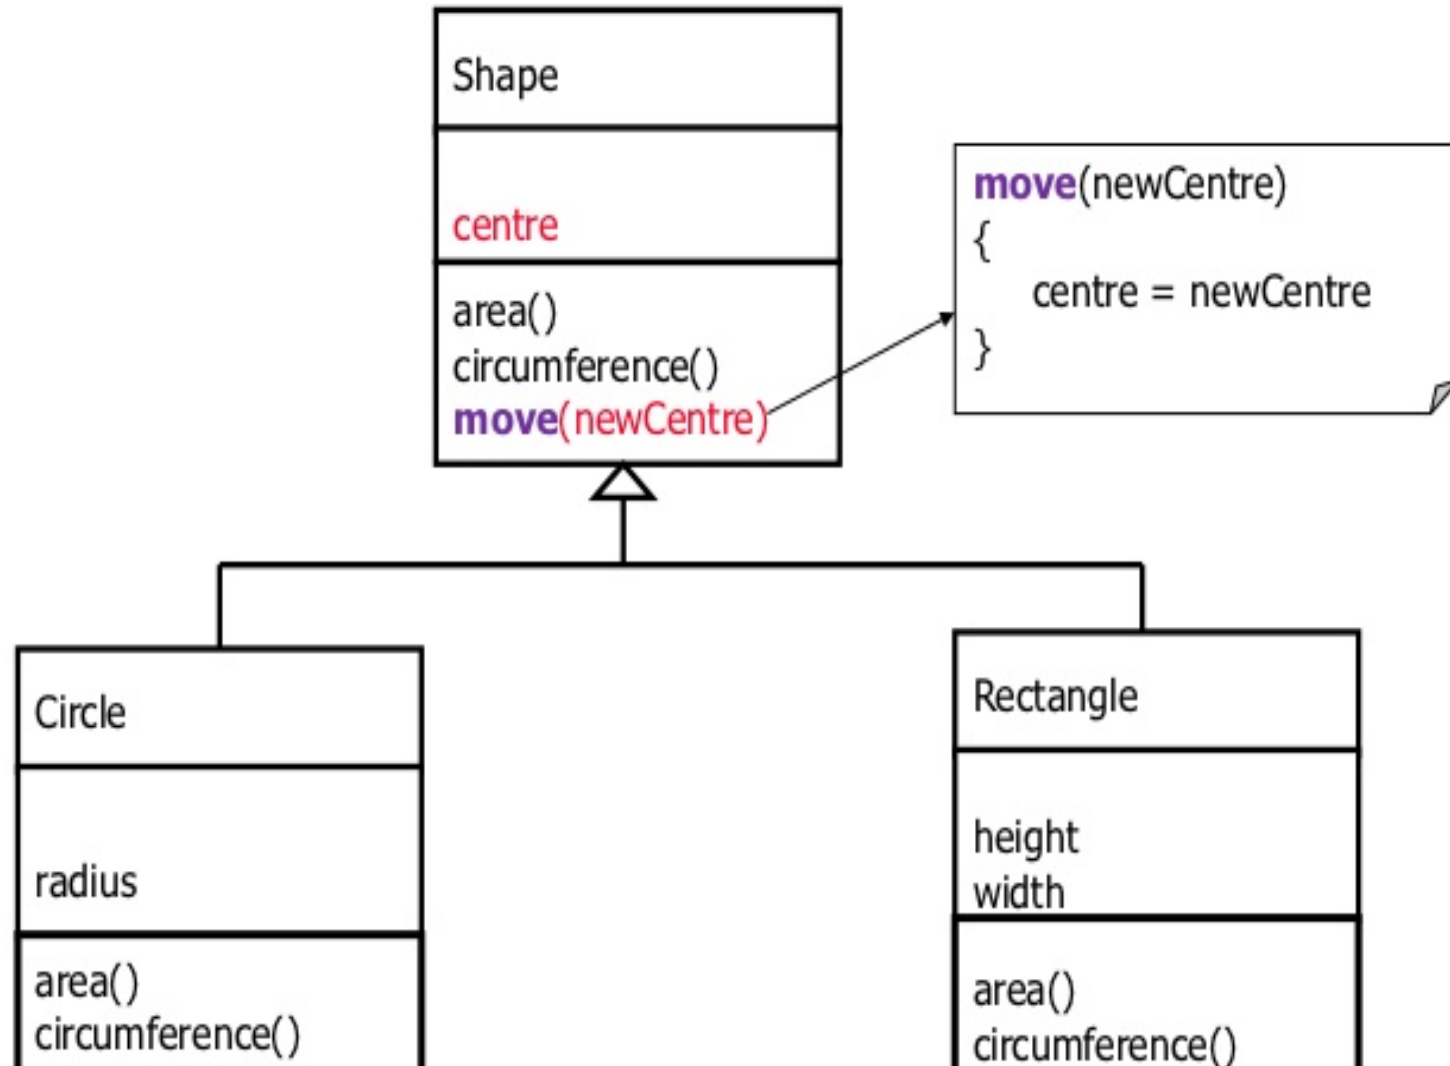 Shape
centre
area()
circumference()
move(newCentre)
move(newCentre)
{
centre = newCentre
}
Circle
radius
area()
circumference()
Rectangle
height
width
area()
circumference()